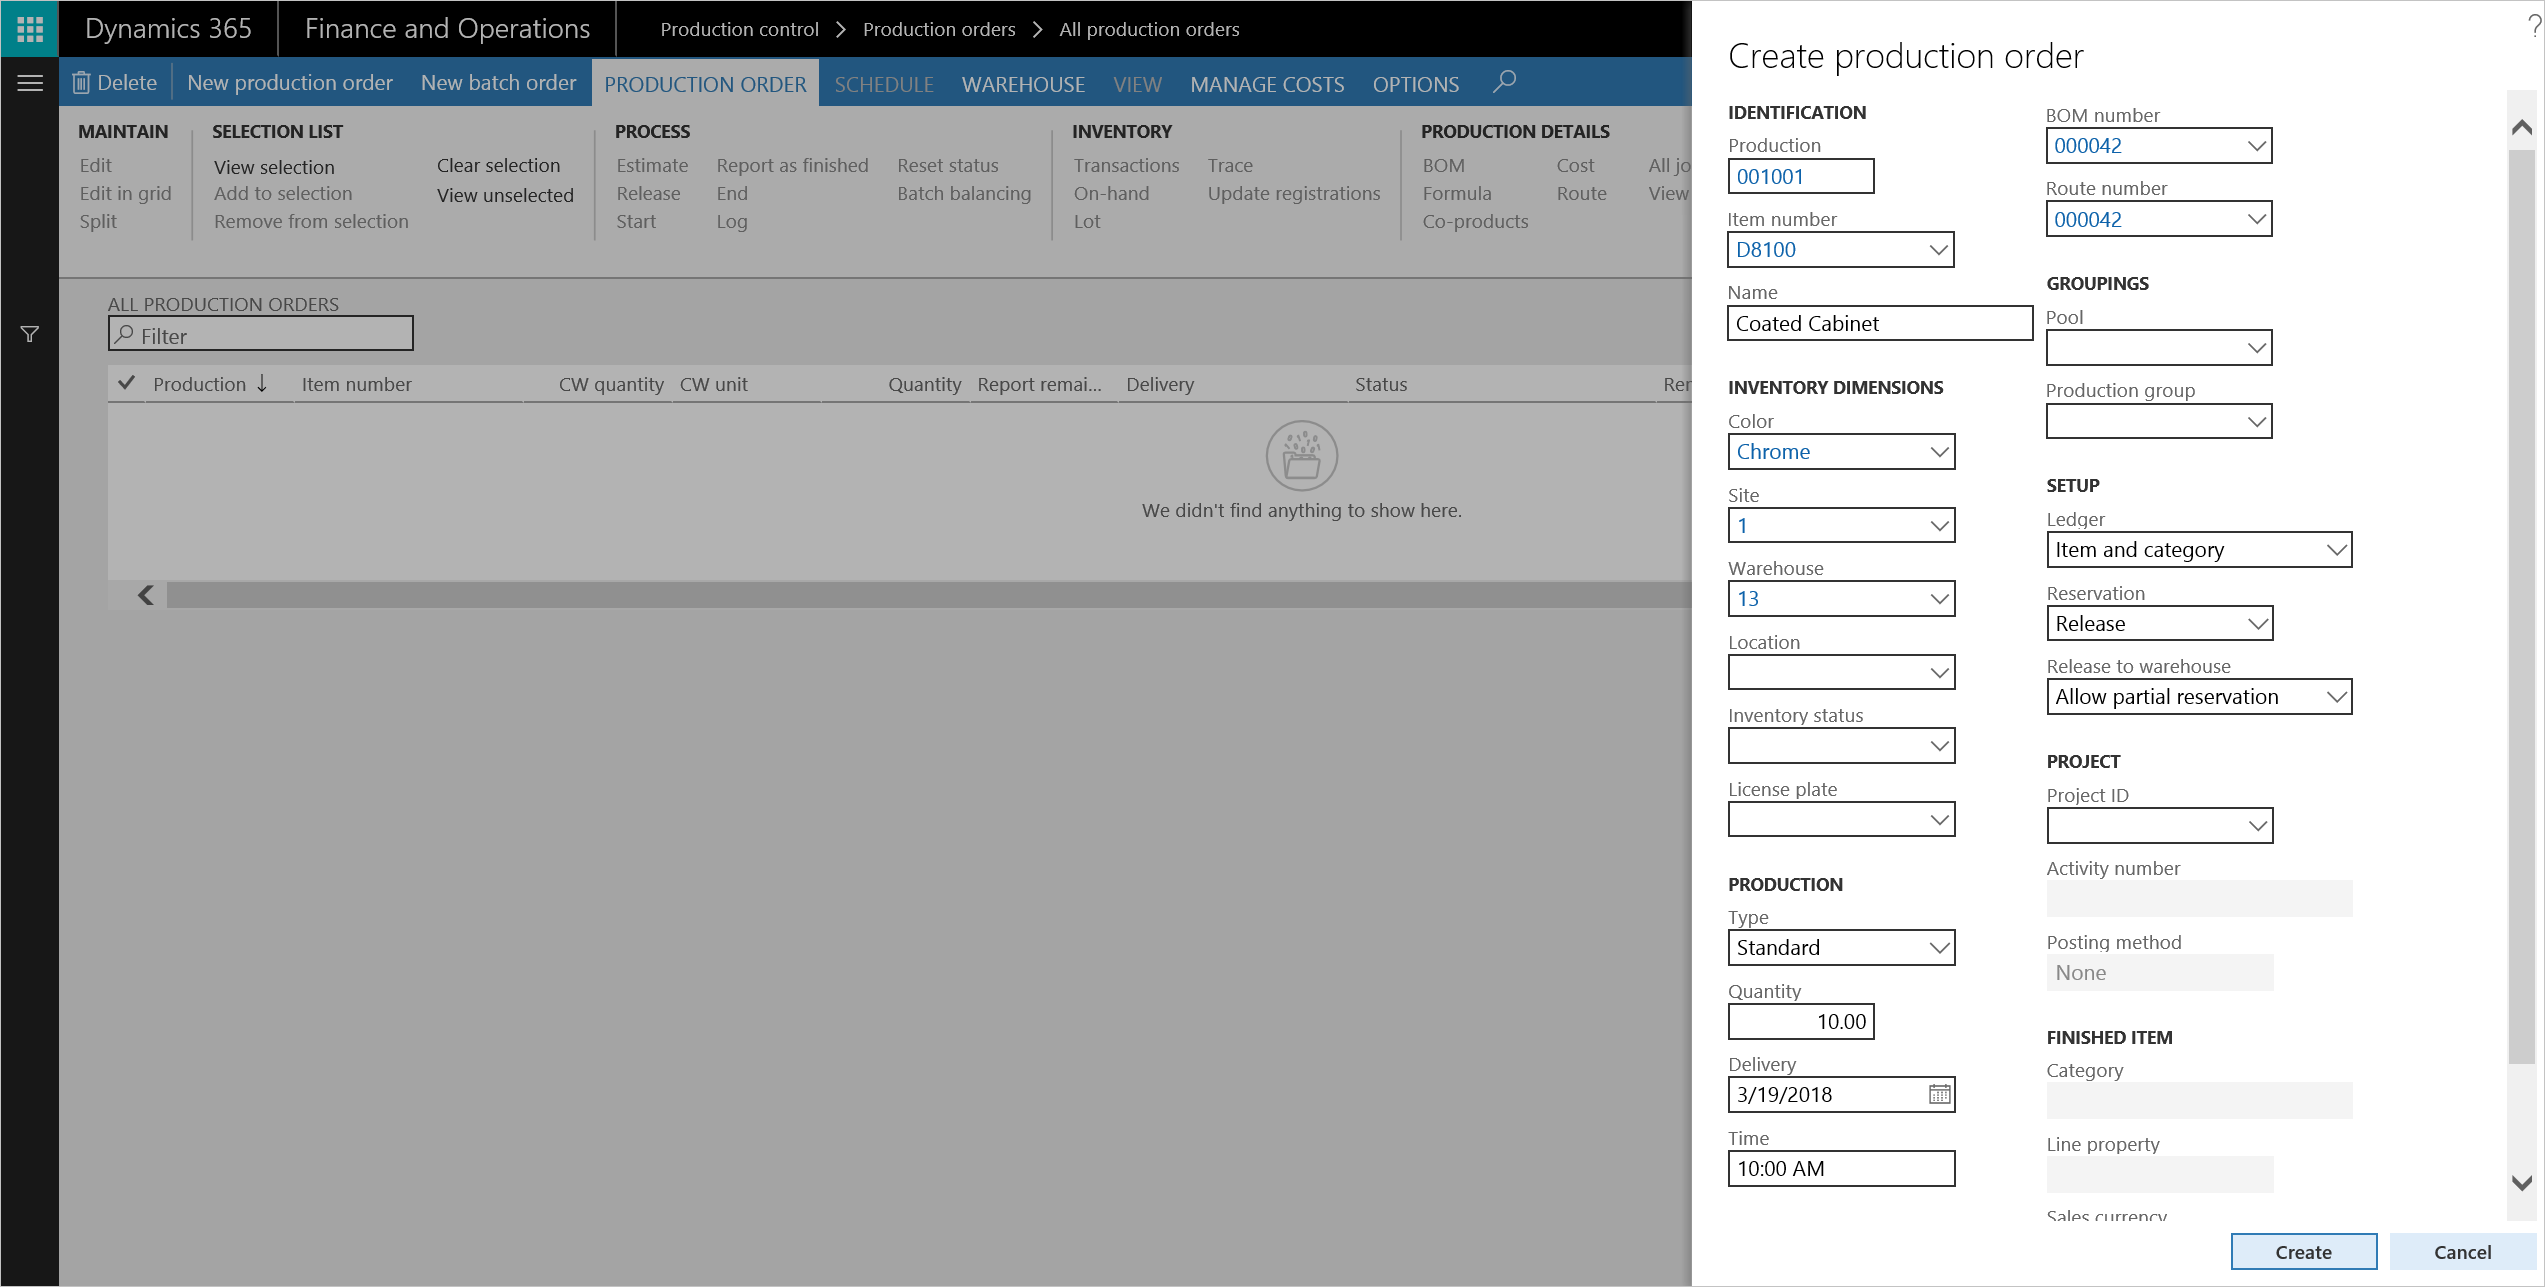 Dynamics 365
Finance and Operations
Production control > Production orders > All production orders
Delete
New production order
New batch order
PRODUCTION ORDER
SCHEDULE
WAREHOUSE
VIEW
MANAGE COSTS
OPTIONS
MAINTAIN
Edit
Edit in grid
Split
SELECTION LIST
View selection
Add to selection
Remove from selection
Clear selection
View unselected
PROCESS
Estimate
Release
Start
Report as finished
End
Log
Reset status
Batch balancing
INVENTORY
Transactions
On-hand
Lot
Trace
Update registrations
PRODUCTION DETAILS
BOM
Formula
Co-products
Cost
Route
All jo
View
ALL PRODUCTION ORDERS
Filter
Production
Item number
CW quantity
CW unit
Quantity
Report remai...
Delivery
Status
Rer
We didn't find anything to show here.
?
Create production order
IDENTIFICATION
Production
001001
Item number
D8100
Name
Coated Cabinet
INVENTORY DIMENSIONS
Color
Chrome
Site
1
Warehouse
13
Location
Inventory status
License plate
PRODUCTION
Type
Standard
Quantity
10.00
Delivery
3/19/2018
Time
10:00 AM
BOM number
000042
Route number
000042
GROUPINGS
Pool
Production group
SETUP
Ledger
Item and category
Reservation
Release
Release to warehouse
Allow partial reservation
PROJECT
Project ID
Activity number
Posting method
None
FINISHED ITEM
Category
Line property
Sales currency
Create
Cancel